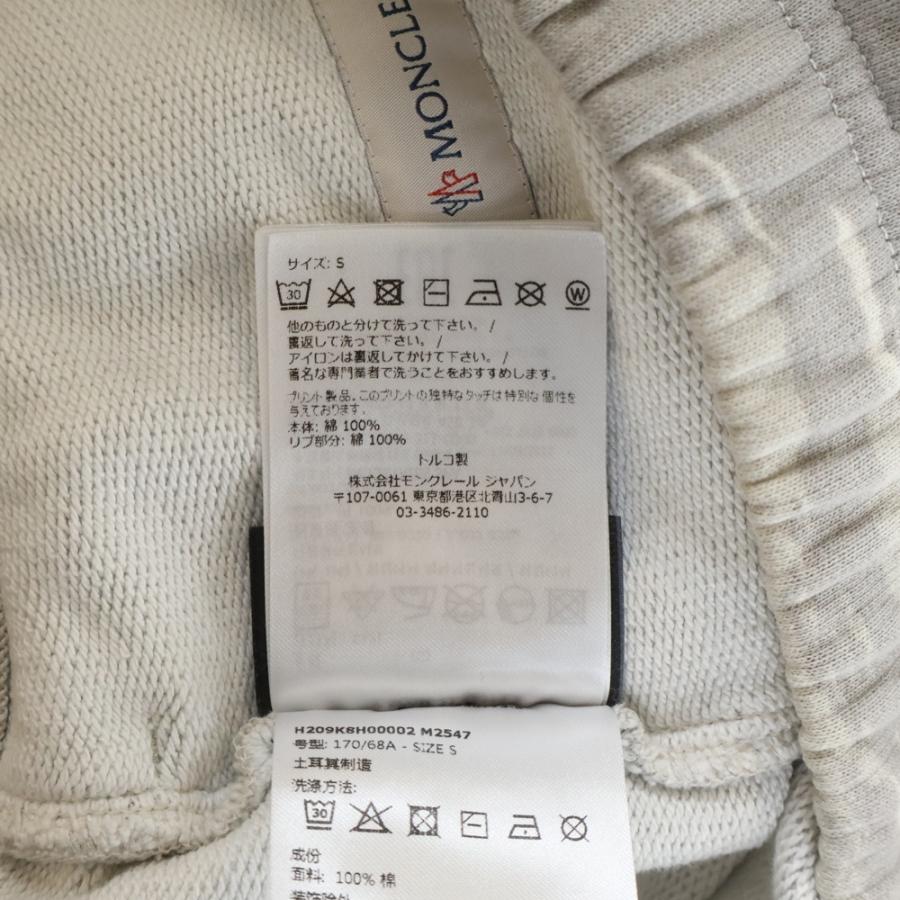 MONCLE
サイズ: S
30
W
他のものと分けて洗って下さい。/
裏返して洗って下さい。/
アイロンは裏返してかけて下さい。/
著名な専門業者で洗うことをおすすめします。
プリント製品。このプリントの独特なタッチは特別な個性を
与えております。
本体: 綿 100%
リブ部分: 綿 100%
トルコ製
株式会社モンクレール ジャパン
〒107-0061 東京都港区北青山3-6-7
03-3486-2110
H209K8H00002 M2547
号型: 170/68A - SIZE S
土耳其制造
洗涤方法:
30
成份
面料: 100% 棉
装饰除外